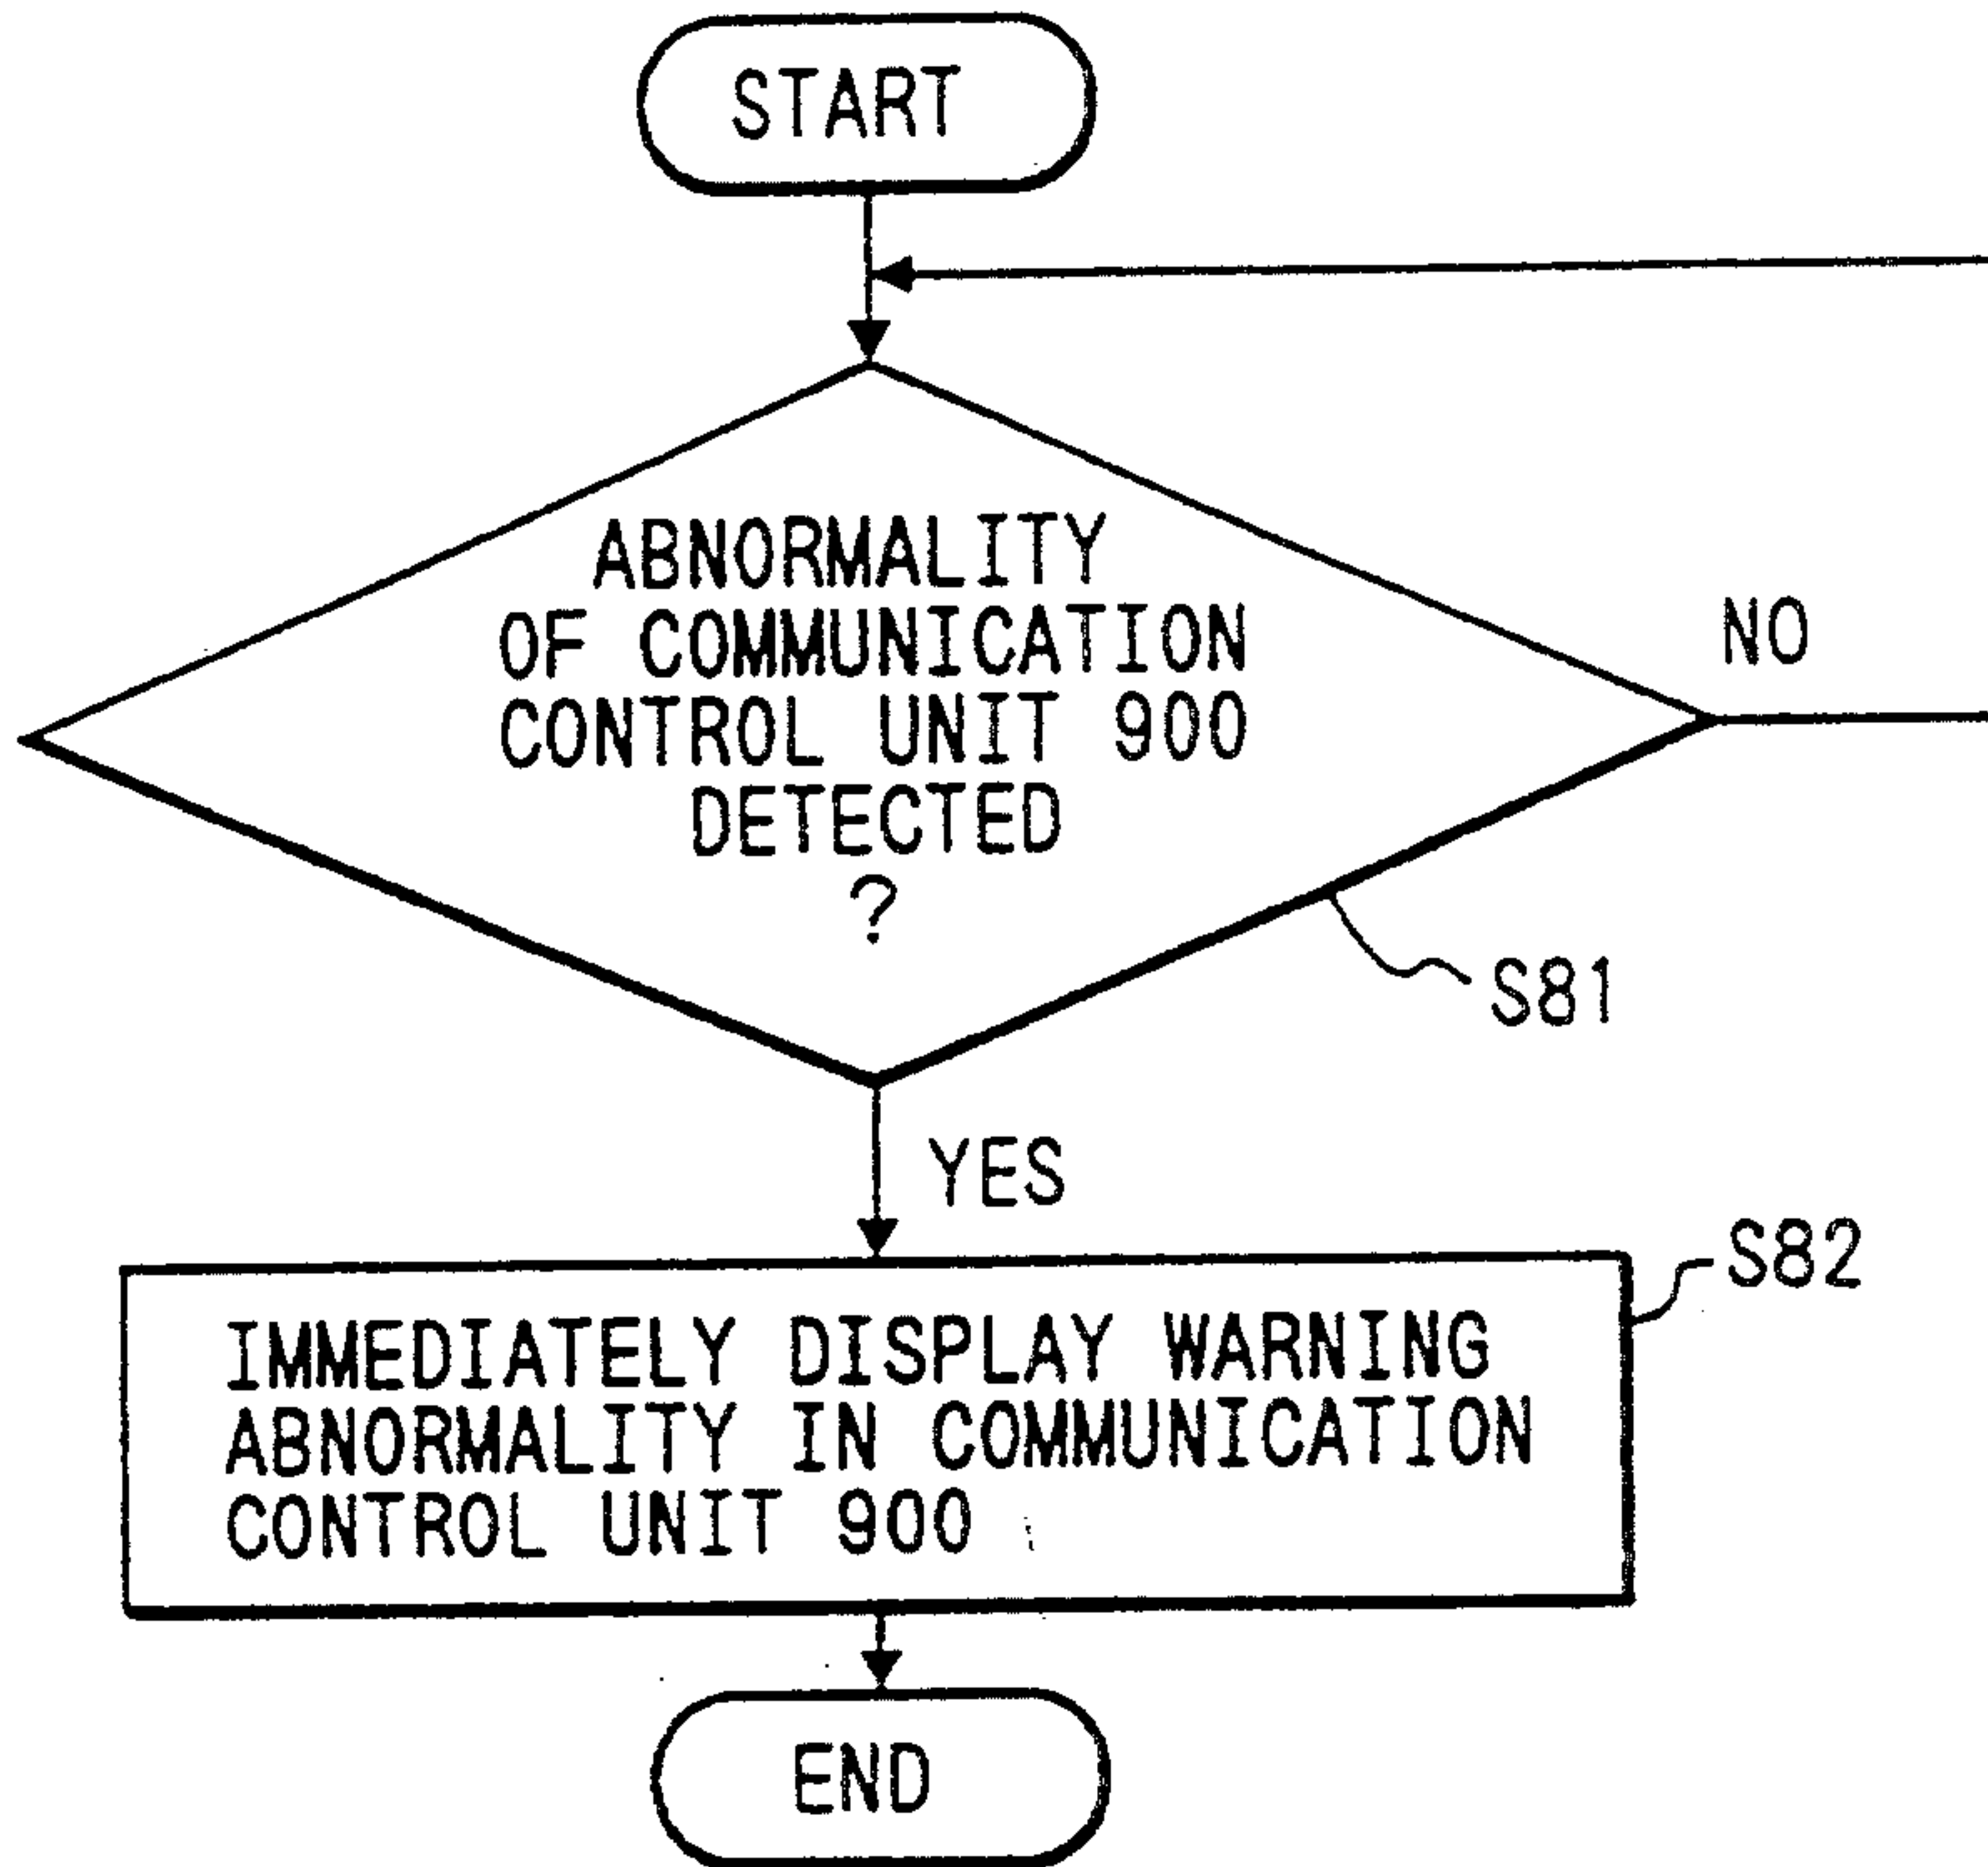 START
ABNORMALITY
OF COMMUNICATION
CONTROL UNIT 900
DETECTED
?
NO
S81
YES
S82
IMMEDIATELY DISPLAY WARNING
ABNORMALITY IN COMMUNICATION
CONTROL UNIT 900
END